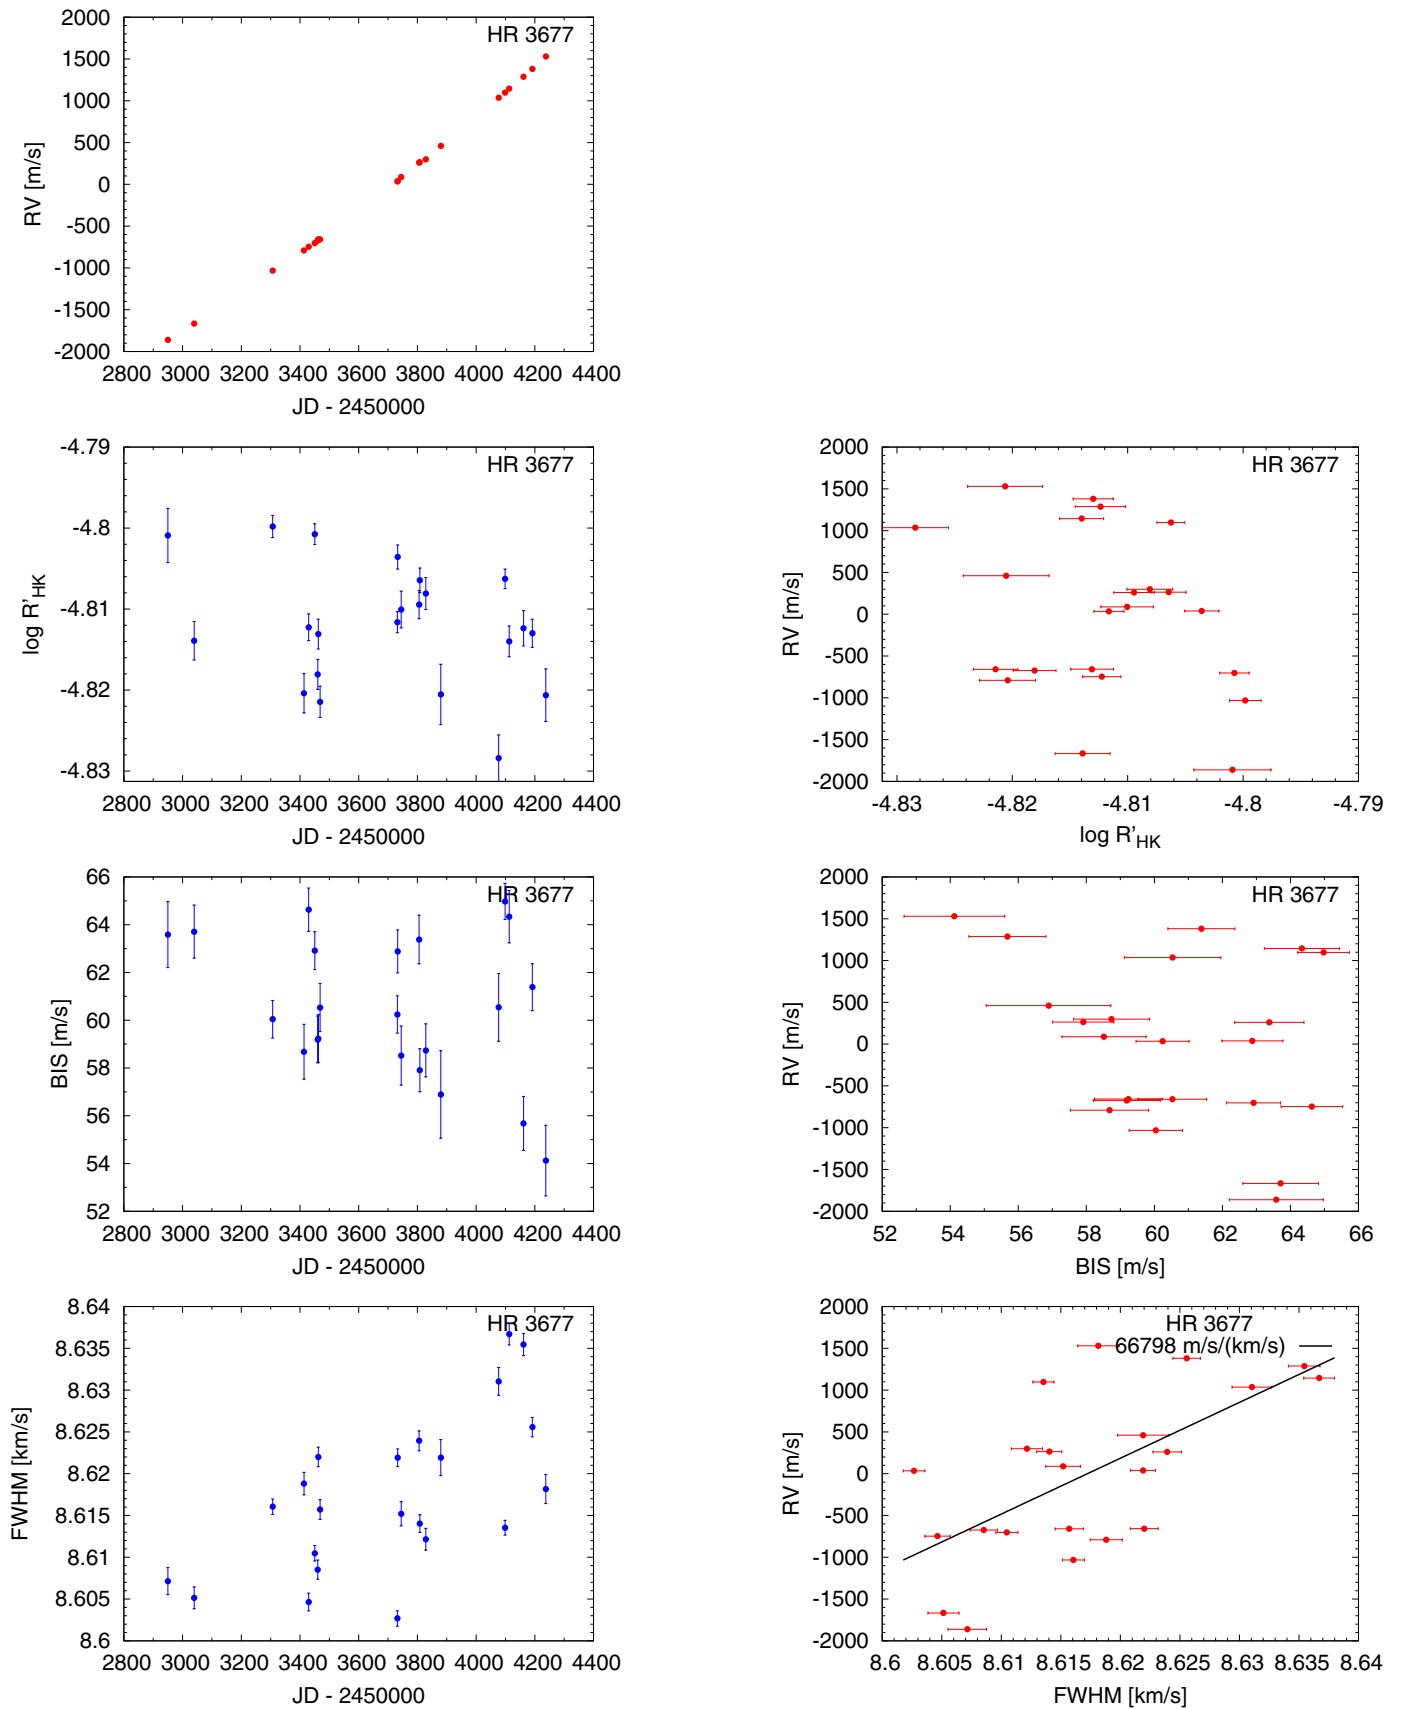 2000
1500
1000
500
0
-500
-1000
-1500
-2000
RV [m/s]
HR 3677
2800 3000 3200 3400 3600 3800 4000 4200 4400
JD - 2450000
-4.79
-4.8
-4.81
-4.82
-4.83
log R'HK
HR 3677
2800 3000 3200 3400 3600 3800 4000 4200 4400
JD - 2450000
2000
1500
1000
500
0
-500
-1000
-1500
-2000
RV [m/s]
HR 3677
-4.83 -4.82 -4.81 -4.8 -4.79
log R'HK
66
64
62
60
58
56
54
52
BIS [m/s]
HR 3677
2800 3000 3200 3400 3600 3800 4000 4200 4400
JD - 2450000
2000
1500
1000
500
0
-500
-1000
-1500
-2000
RV [m/s]
HR 3677
52 54 56 58 60 62 64 66
BIS [m/s]
8.64
8.635
8.63
8.625
8.62
8.615
8.61
8.605
8.6
FWHM [km/s]
HR 3677
2800 3000 3200 3400 3600 3800 4000 4200 4400
JD - 2450000
2000
1500
1000
500
0
-500
-1000
-1500
-2000
RV [m/s]
HR 3677
66798 m/s/(km/s)
8.6 8.605 8.61 8.615 8.62 8.625 8.63 8.635 8.64
FWHM [km/s]